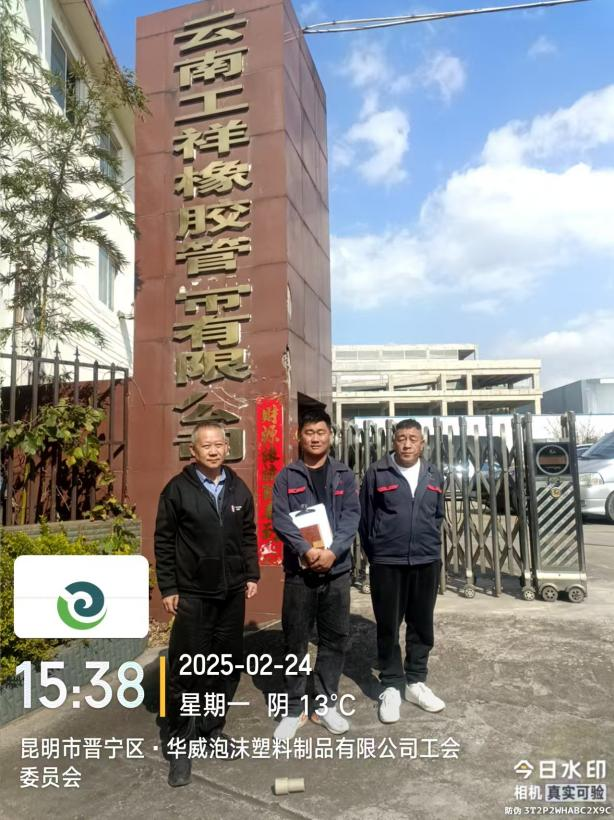 云南工祥橡胶管带有限公司
财源
15:38
2025-02-24
星期一 阴 13°C
昆明市晋宁区·华威泡沫塑料制品有限公司工会
委员会
今日水印
相机 真实可验
防伪 3T2P2WHABC2X9C